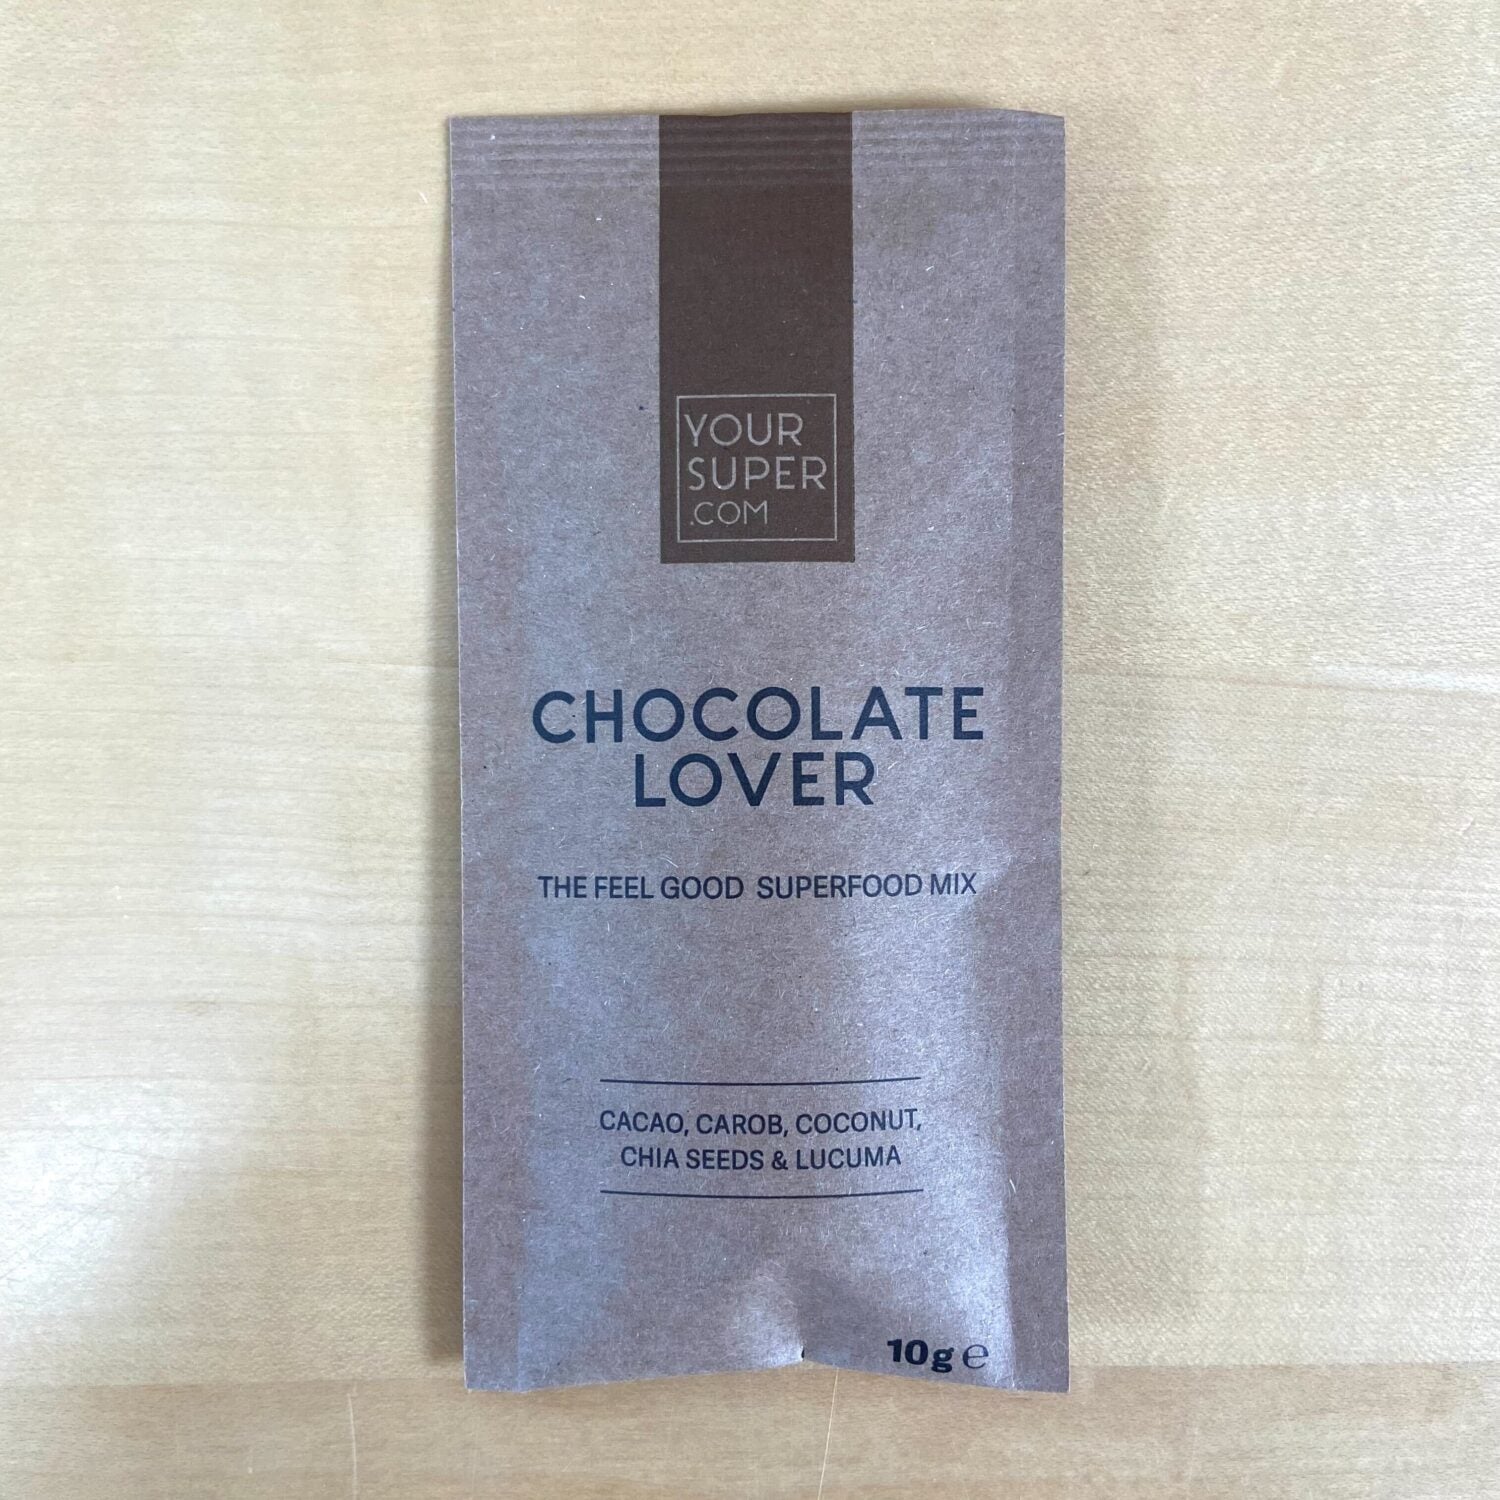 YOUR
SUPER
.COM
CHOCOLATE
LOVER
THE FEEL GOOD SUPERFOOD MIX
CACAO, CAROB, COCONUT,
CHIA SEEDS & LUCUMA
10g ℮